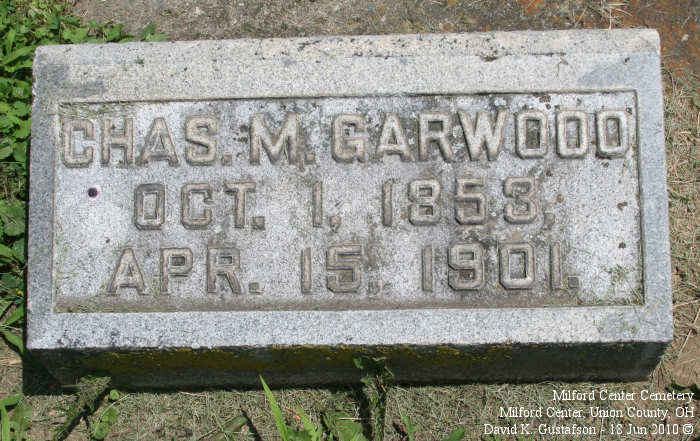 CHAS. M. GARWOOD
OCT. 1, 1853,
APR. 15, 1901.
Milford Center Cemetery
Milford Center, Union County, OH
David K. Gustafson - 18 Jun 2010 ©